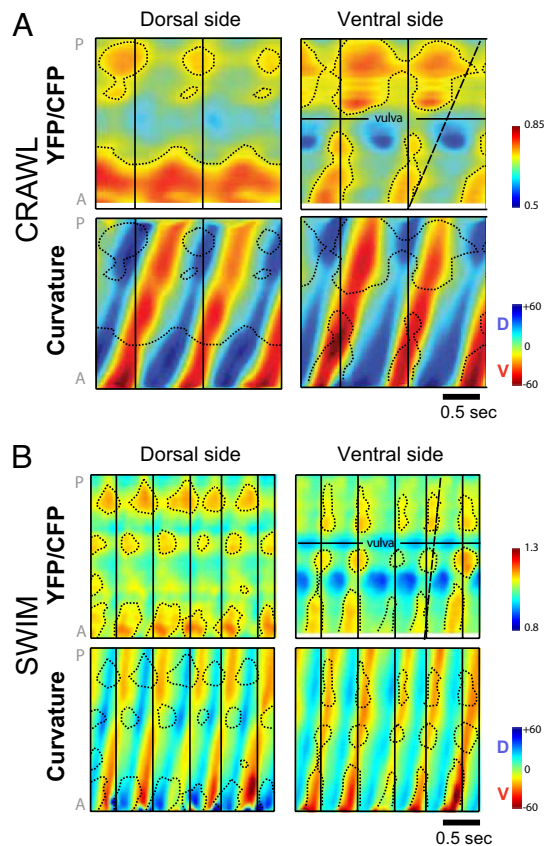 A
Dorsal side
Ventral side
CRAWL
YFP/CFP
P
A
vulva
0.85
0.5
Curvature
P
A
+60
D
0
V
-60
0.5 sec
B
Dorsal side
Ventral side
SWIM
YFP/CFP
P
A
vulva
1.3
0.8
Curvature
P
A
+60
D
0
V
-60
0.5 sec